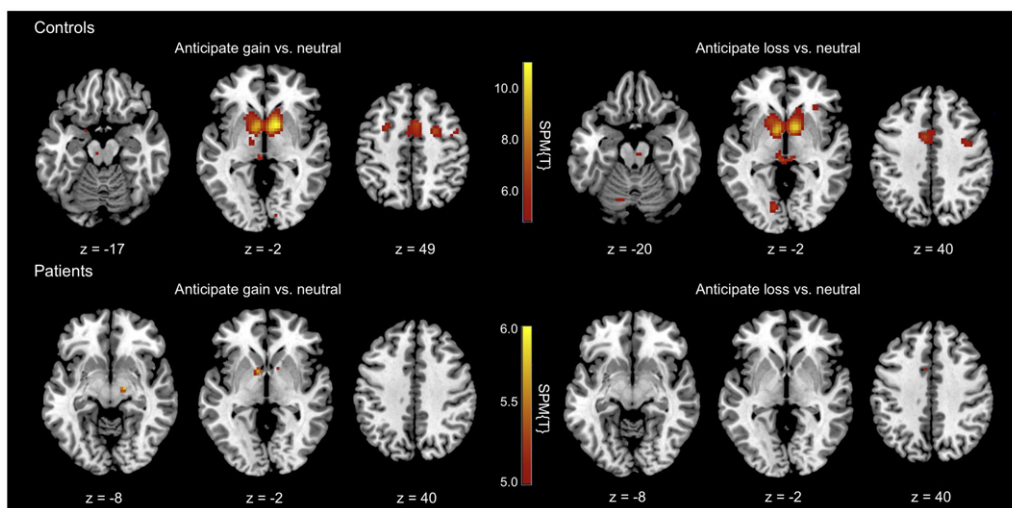 Controls
Anticipate gain vs. neutral
Anticipate loss vs. neutral
10.0
8.0
6.0
SPM{T}
z = -17
z = -2
z = 49
z = -20
z = -2
z = 40
Patients
Anticipate gain vs. neutral
Anticipate loss vs. neutral
6.0
5.5
5.0
SPM{T}
z = -8
z = -2
z = 40
z = -8
z = -2
z = 40